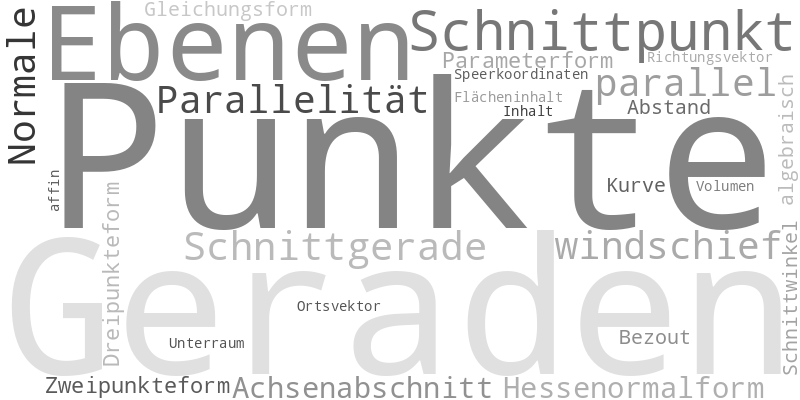 Gleichungsform
Normale
Ebenen
Schnittpunkt
Parameterform
Richtungsvektor
Speerkoordinaten
parallel
Parallelität
Flächeninhalt
Inhalt
Abstand
algebraisch
Punkte
affin
Kurve
Volumen
Dreipunkteform
Schnittgerade
windschief
Schnittwinkel
Geraden
Ortsvektor
Unterraum
Bezout
Zweipunkteform
Achsenabschnitt
Hessenormalform